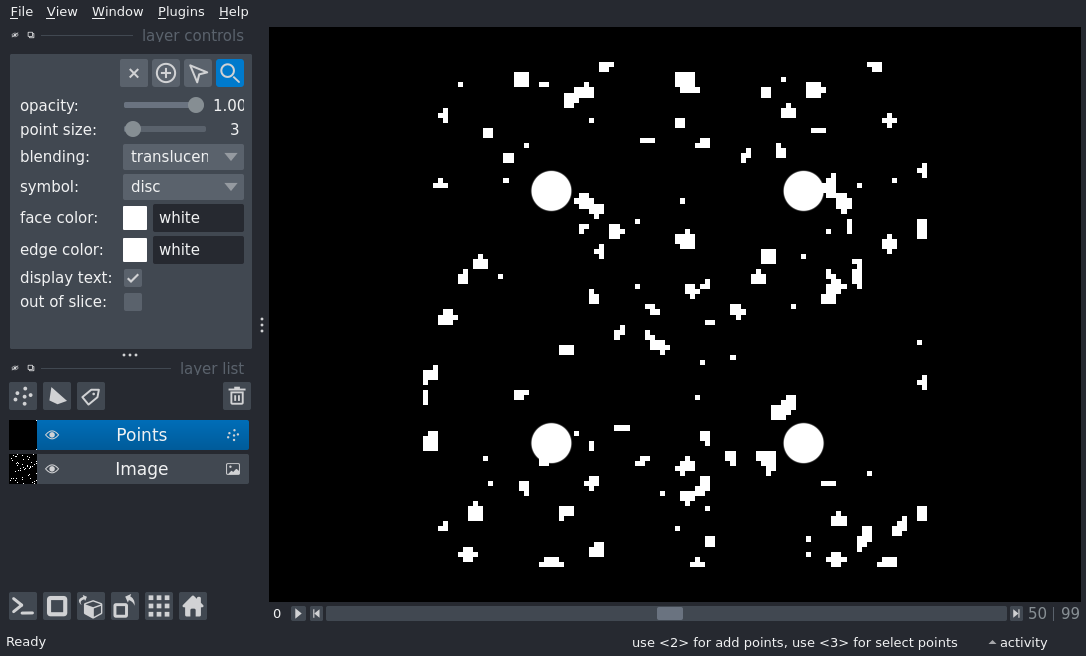 File View Window Plugins Help
layer controls
opacity: 1.00
point size: 3
blending: translucen
symbol: disc
face color: white
edge color: white
display text:
out of slice:
layer list
Points
Image
0 50 | 99
Ready use <2> for add points, use <3> for select points activity